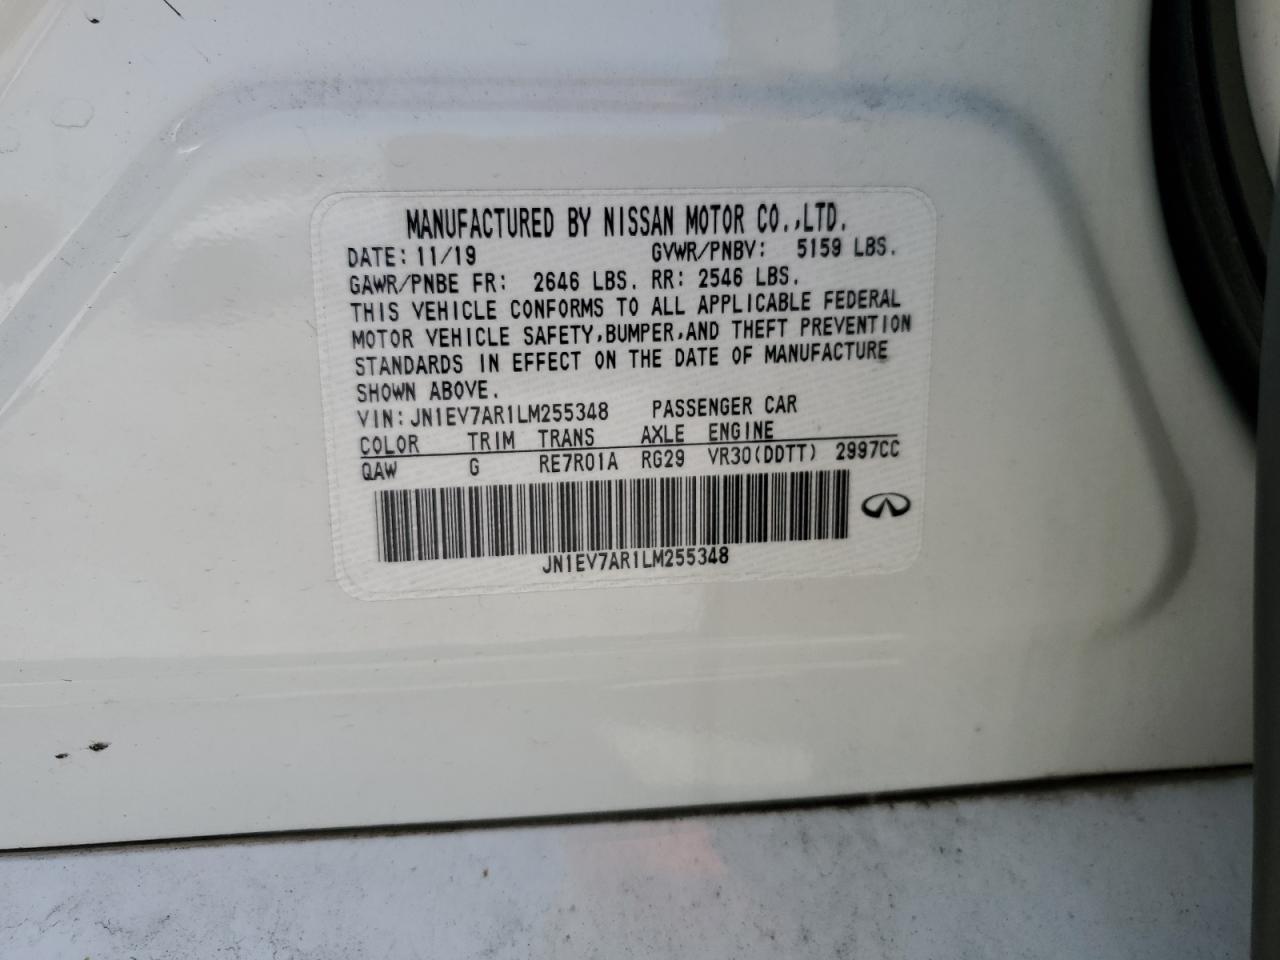 MANUFACTURED BY NISSAN MOTOR CO.,LTD.
DATE: 11/19 GVWR/PNBV: 5159 LBS.
GAWR/PNBE FR: 2646 LBS. RR: 2546 LBS.
THIS VEHICLE CONFORMS TO ALL APPLICABLE FEDERAL
MOTOR VEHICLE SAFETY,BUMPER,AND THEFT PREVENTION
STANDARDS IN EFFECT ON THE DATE OF MANUFACTURE
SHOWN ABOVE.
VIN: JN1EV7AR1LM255348 PASSENGER CAR
COLOR TRIM TRANS AXLE ENGINE
QAW G RE7R01A RG29 VR30(DDTT) 2997CC
JN1EV7AR1LM255348